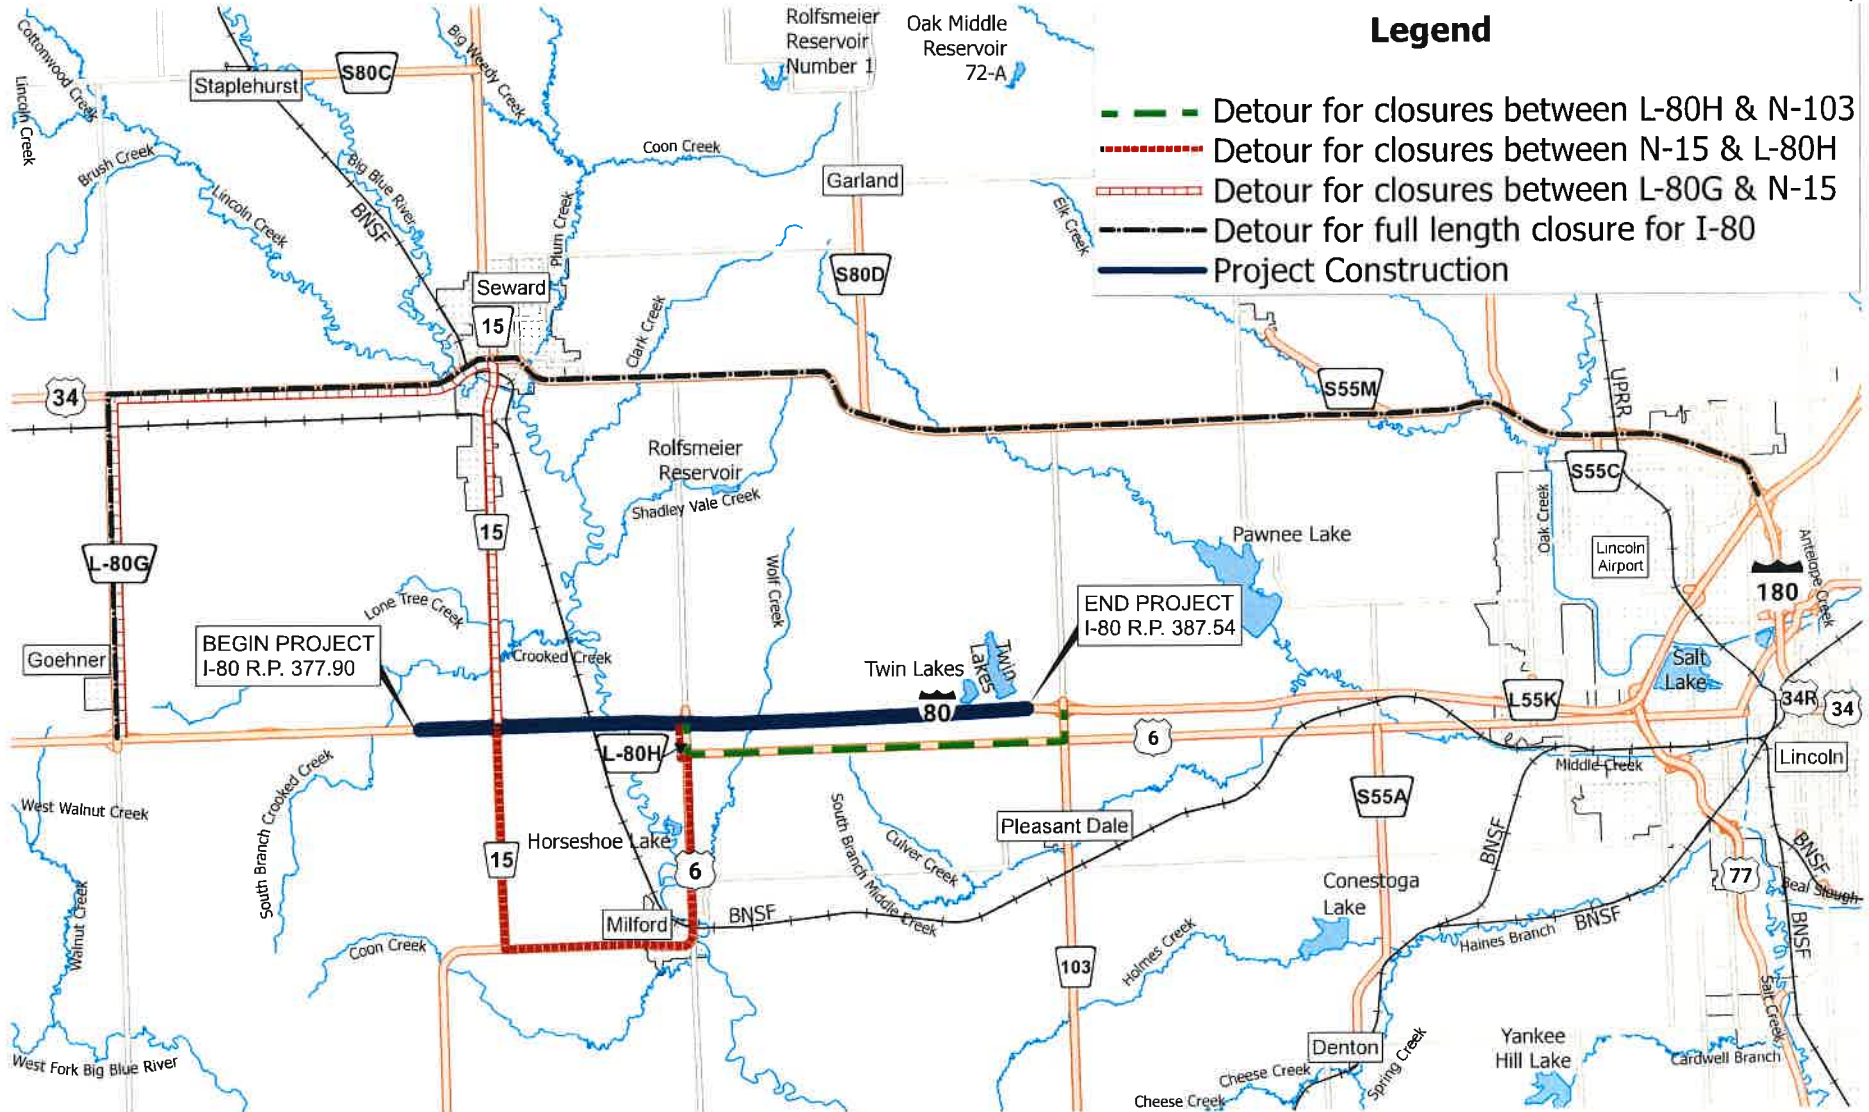 Legend
Detour for closures between L-80H & N-103
Detour for closures between N-15 & L-80H
Detour for closures between L-80G & N-15
Detour for full length closure for I-80
Project Construction
Cottonwood Creek
Lincoln Creek
Staplehurst
S80C
Big Weedy Creek
Rolfsmeier
Reservoir
Number 1
Oak Middle
Reservoir
72-A
Brush Creek
Lincoln Creek
Big Blue River
BNSF
Coon Creek
Plum Creek
Garland
Elk Creek
S80D
Seward
15
Clark Creek
34
S55M
UPRR
S55C
Rolfsmeier
Reservoir
Shadley Vale Creek
15
L-80G
Wolf Creek
Pawnee Lake
Oak Creek
Lincoln
Airport
Antelope Creek
180
Lone Tree Creek
BEGIN PROJECT
I-80 R.P. 377.90
END PROJECT
I-80 R.P. 387.54
Goehner
Crooked Creek
Twin Lakes
Twin
Lakes
80
Salt
Lake
L55K
34R
34
L-80H
6
Lincoln
Middle Creek
South Branch Crooked Creek
West Walnut Creek
S55A
Pleasant Dale
Horseshoe Lake
15
6
South Branch Middle Creek
Culver Creek
BNSF
BNSF
77
Beal Slough
Conestoga
Lake
Walnut Creek
Milford
BNSF
Coon Creek
Holmes Creek
Haines Branch
BNSF
BNSF
103
Salt Creek
Denton
Spring Creek
Yankee
Hill Lake
Cardwell Branch
West Fork Big Blue River
Cheese Creek
Cheese Creek